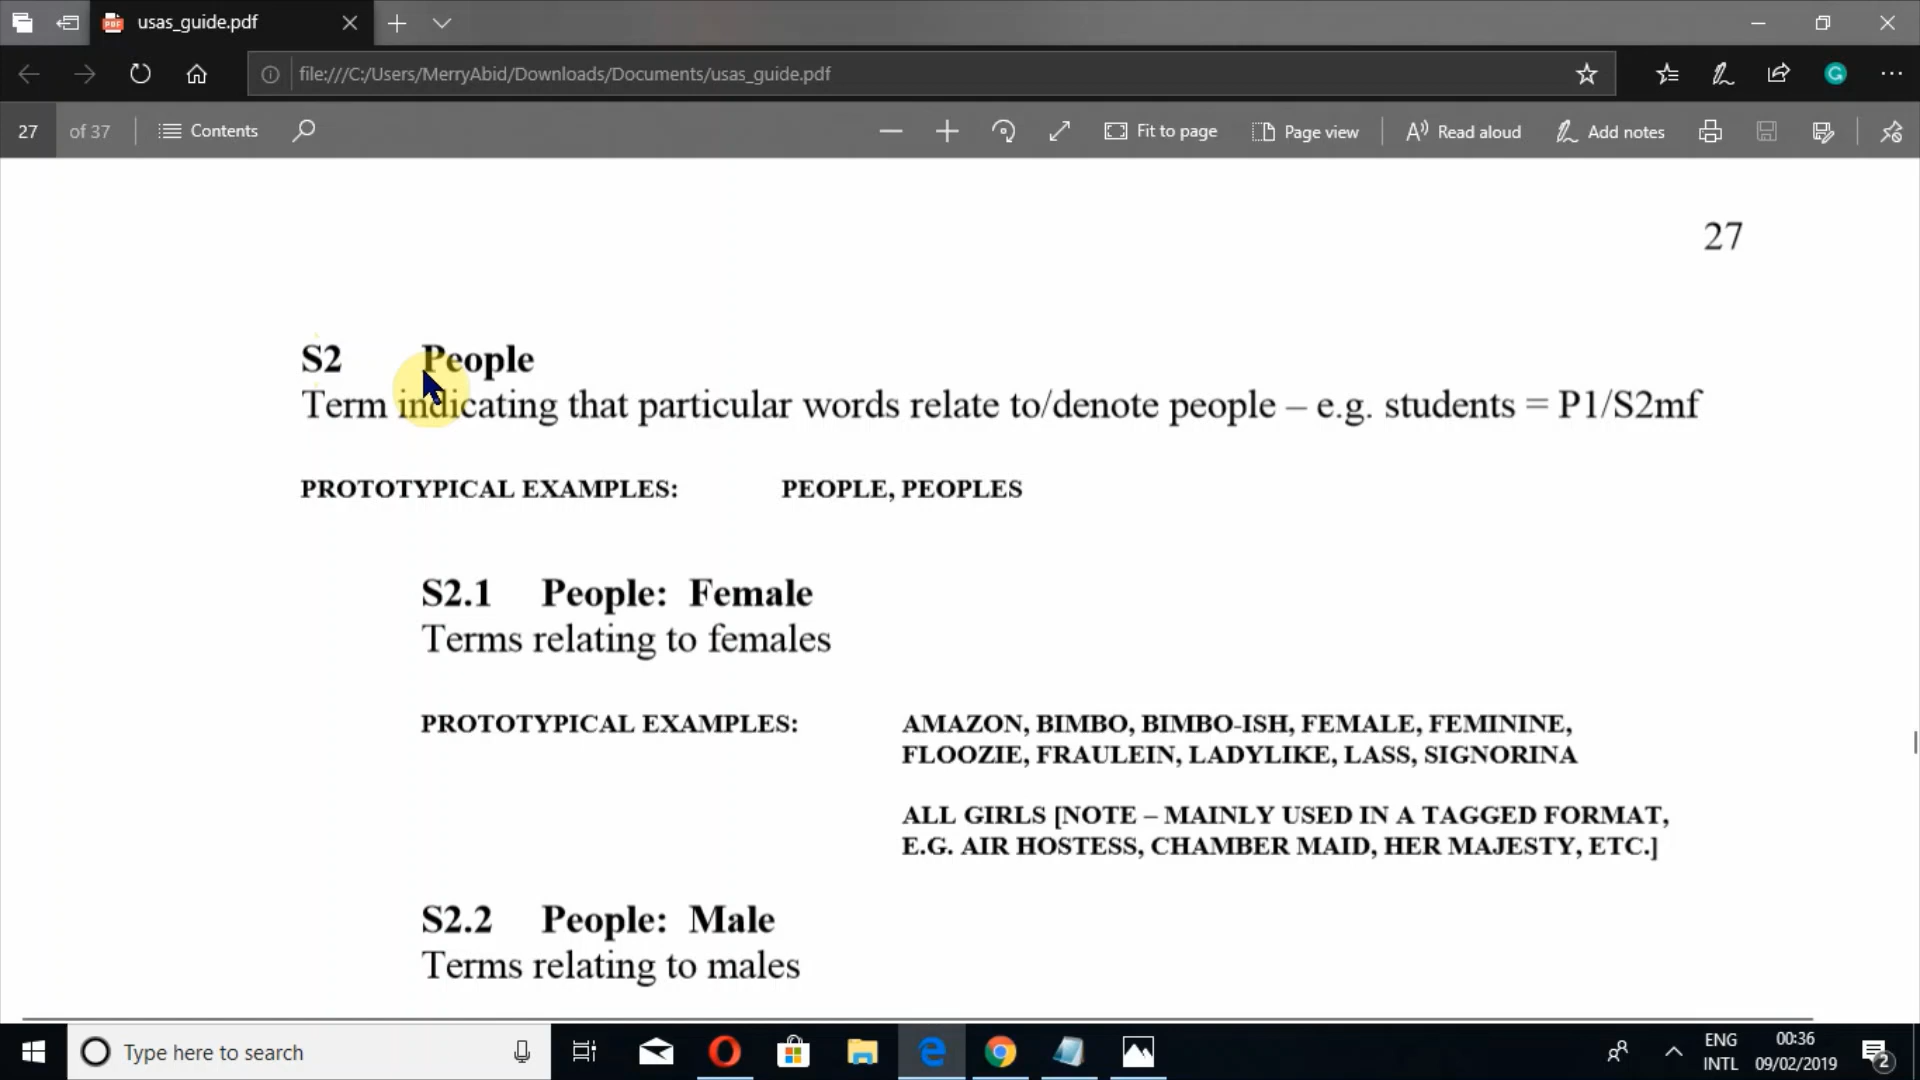 usas_guide.pdf
file:///C:/Users/MerryAbid/Downloads/Documents/usas_guide.pdf
27 of 37 Contents Fit to page Page view Read aloud Add notes
27
S2 People
Term indicating that particular words relate to/denote people – e.g. students = P1/S2mf
PROTOTYPICAL EXAMPLES: PEOPLE, PEOPLES
S2.1 People: Female
Terms relating to females
PROTOTYPICAL EXAMPLES: AMAZON, BIMBO, BIMBO-ISH, FEMALE, FEMININE,
FLOOZIE, FRAULEIN, LADYLIKE, LASS, SIGNORINA
ALL GIRLS [NOTE – MAINLY USED IN A TAGGED FORMAT,
E.G. AIR HOSTESS, CHAMBER MAID, HER MAJESTY, ETC.]
S2.2 People: Male
Terms relating to males
Type here to search
ENG 00:36
INTL 09/02/2019 2